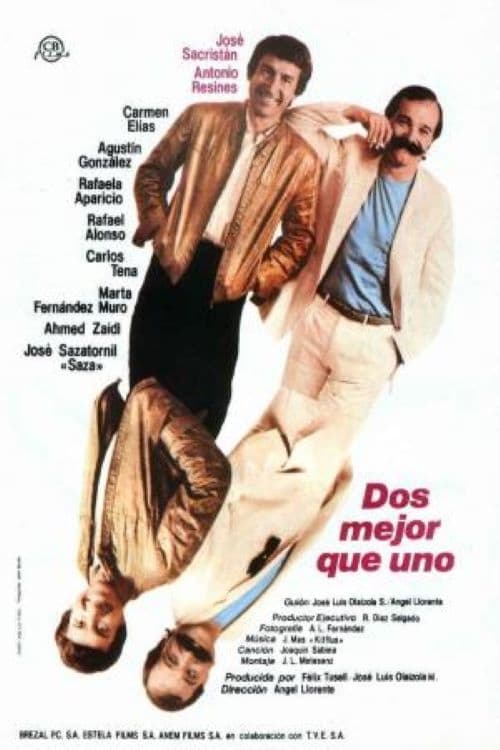 CB
FILMS
José
Sacristán
Antonio
Resines
Carmen
Elías
Agustín
González
Rafaela
Aparicio
Rafael
Alonso
Carlos
Tena
Marta
Fernández Muro
Ahmed Zaidi
José Sazatornil
«Saza»
Dos
mejor
que uno
Guión: José Luis Olaizola S./Angel Llorente
Productor Ejecutivo R. Díaz Salgado
Fotografie A. L. Fernández
Música J. Mas «Kitflus»
Canción Joaquín Sabina
Montaje J. L. Matesanz
Producida por Félix Tusell · José Luis Olaizola M.
Dirección Angel Llorente
BREZAL P.C. S.A. ESTELA FILMS S.A. ANEM FILMS S.A. en colaboración con T.V.E. S.A.